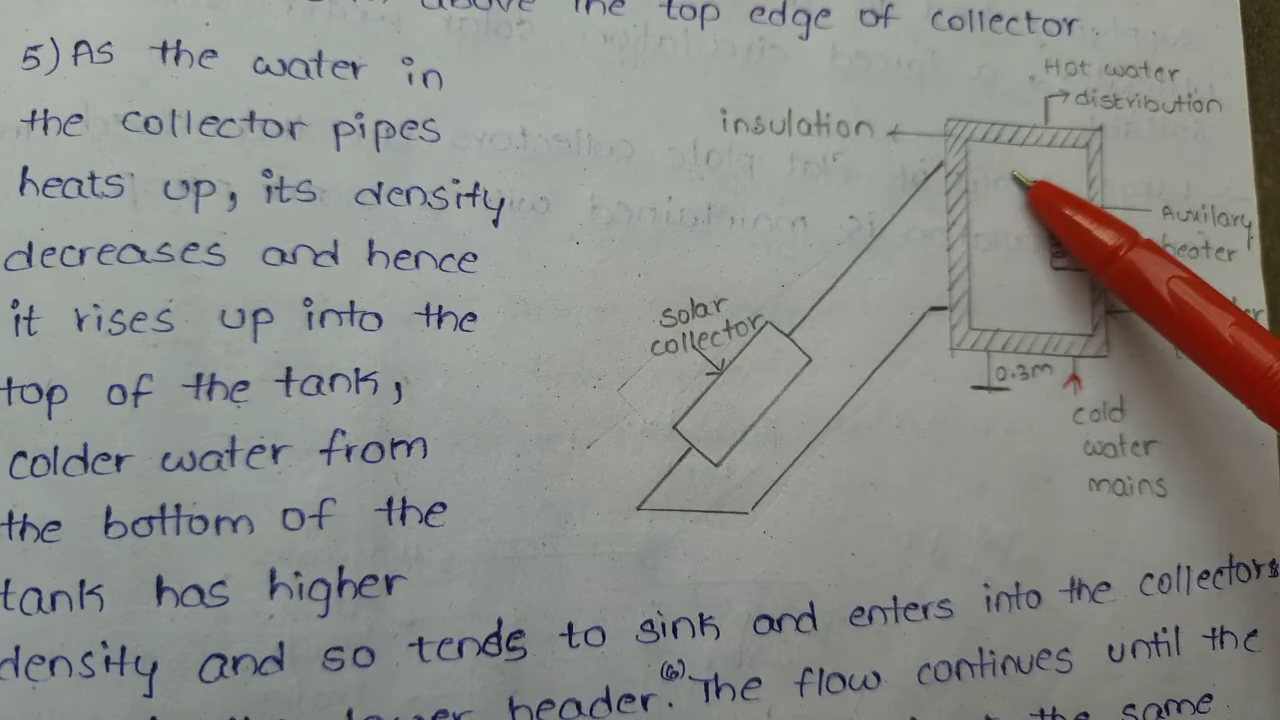 above the top edge of collector.
5) As the water in
the collector pipes
heats up, its density
decreases and hence
it rises up into the
top of the tank,
colder water from
the bottom of the
tank has higher
density and so tends to sink and enters into the collectors
header. (6) The flow continues until the
the same.
Hot water
distribution
insulation
Auxilary
heater
solar
collector
0.3m
cold
water
mains